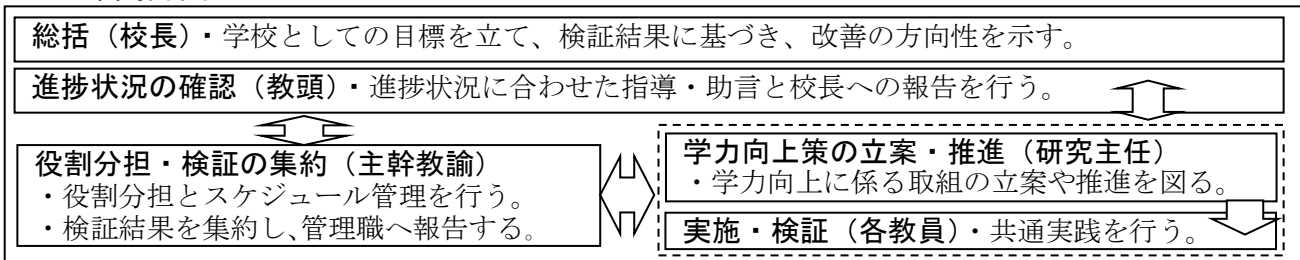 総括（校長）・学校としての目標を立て、検証結果に基づき、改善の方向性を示す。
進捗状況の確認（教頭）・進捗状況に合わせた指導・助言と校長への報告を行う。
役割分担・検証の集約（主幹教諭）
・役割分担とスケジュール管理を行う。
・検証結果を集約し、管理職へ報告する。
学力向上策の立案・推進（研究主任）
・学力向上に係る取組の立案や推進を図る。
実施・検証（各教員）・共通実践を行う。